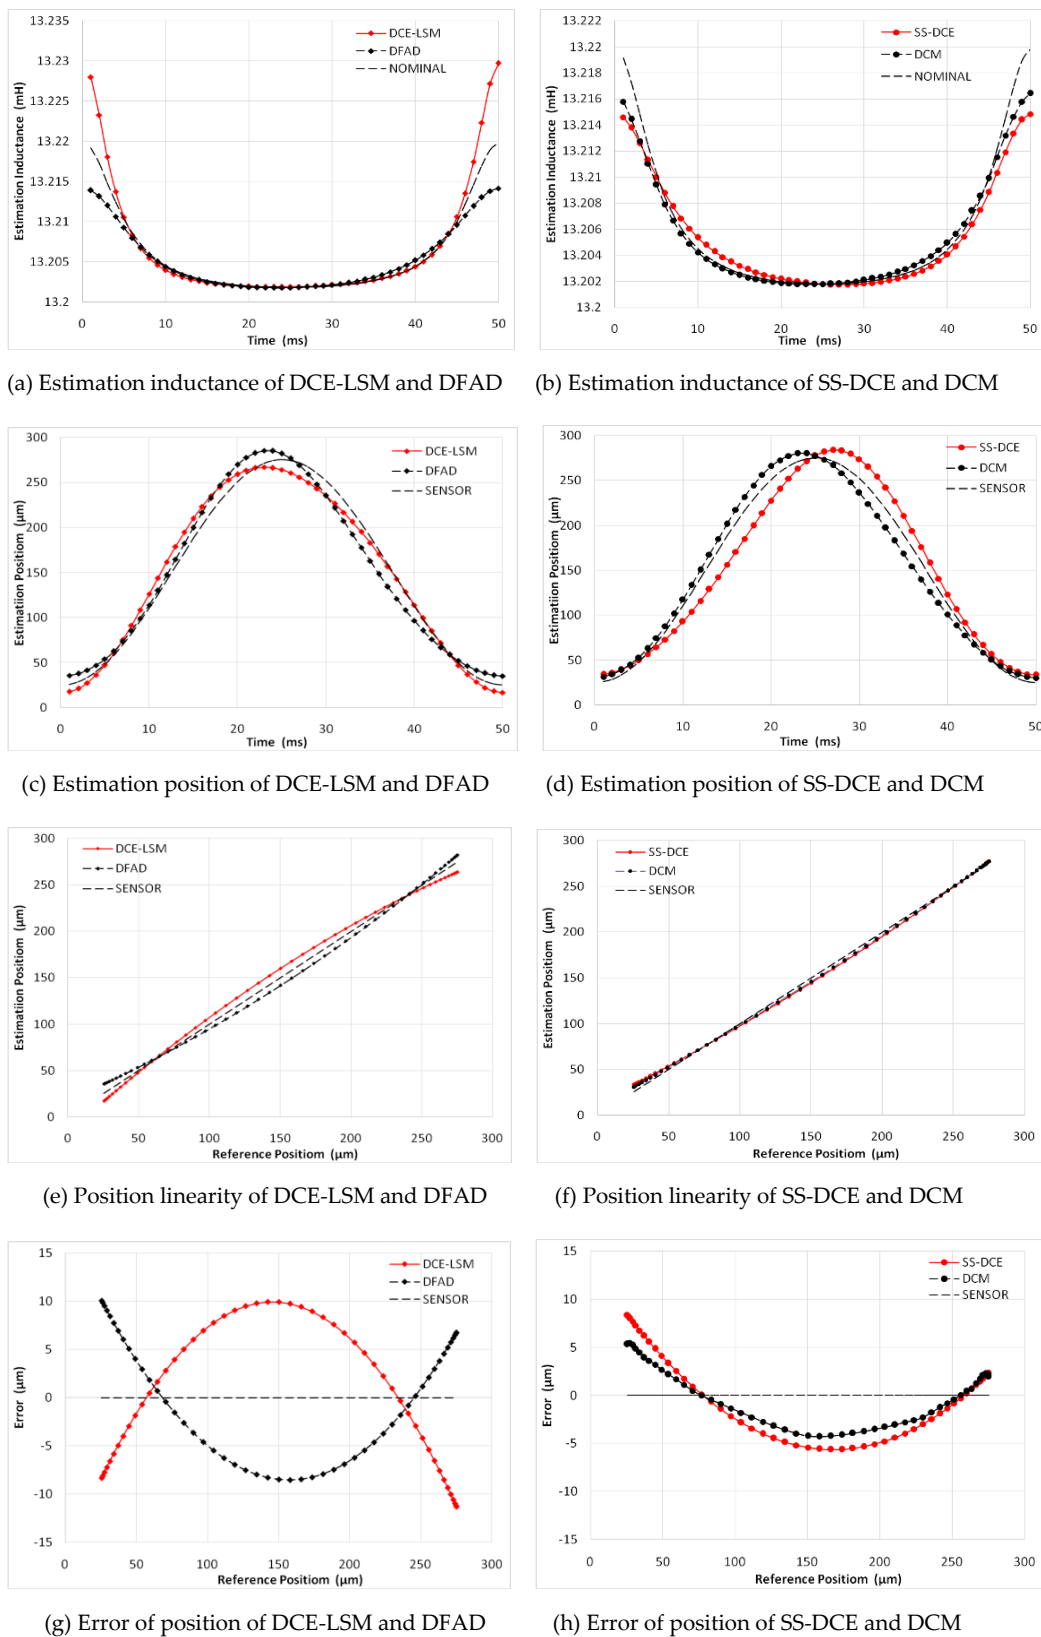 13.235
13.23
13.225
13.22
13.215
13.21
13.205
13.2
Estimation Inductance (mH)
DCE-LSM
DFAD
NOMINAL
0 10 20 30 40 50
Time (ms)
13.222
13.22
13.218
13.216
13.214
13.212
13.21
13.208
13.206
13.204
13.202
13.2
Estimation Inductance (mH)
SS-DCE
DCM
NOMINAL
0 10 20 30 40 50
Time (ms)
(a) Estimation inductance of DCE-LSM and DFAD
(b) Estimation inductance of SS-DCE and DCM
300
250
200
150
100
50
0
Estimatiion Positiom (μm)
DCE-LSM
DFAD
SENSOR
0 10 20 30 40 50
Time (ms)
300
250
200
150
100
50
0
Estimatiion Positiom (μm)
SS-DCE
DCM
SENSOR
0 10 20 30 40 50
Time (ms)
(c) Estimation position of DCE-LSM and DFAD
(d) Estimation position of SS-DCE and DCM
300
250
200
150
100
50
0
Estimatiion Positiom (μm)
DCE-LSM
DFAD
SENSOR
0 50 100 150 200 250 300
Reference Positiom (μm)
300
250
200
150
100
50
0
Estimatiion Positiom (μm)
SS-DCE
DCM
SENSOR
0 50 100 150 200 250 300
Reference Positiom (μm)
(e) Position linearity of DCE-LSM and DFAD
(f) Position linearity of SS-DCE and DCM
15
10
5
0
-5
-10
-15
Error (μm)
DCE-LSM
DFAD
SENSOR
0 50 100 150 200 250 300
Reference Positiom (μm)
15
10
5
0
-5
-10
-15
Error (μm)
SS-DCE
DCM
SENSOR
0 50 100 150 200 250 300
Reference Positiom (μm)
(g) Error of position of DCE-LSM and DFAD
(h) Error of position of SS-DCE and DCM